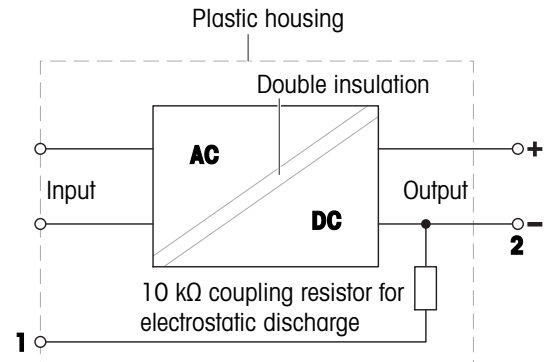 Plastic housing
Double insulation
AC
+
Input
Output
DC
–
2
10 kΩ coupling resistor for
electrostatic discharge
1